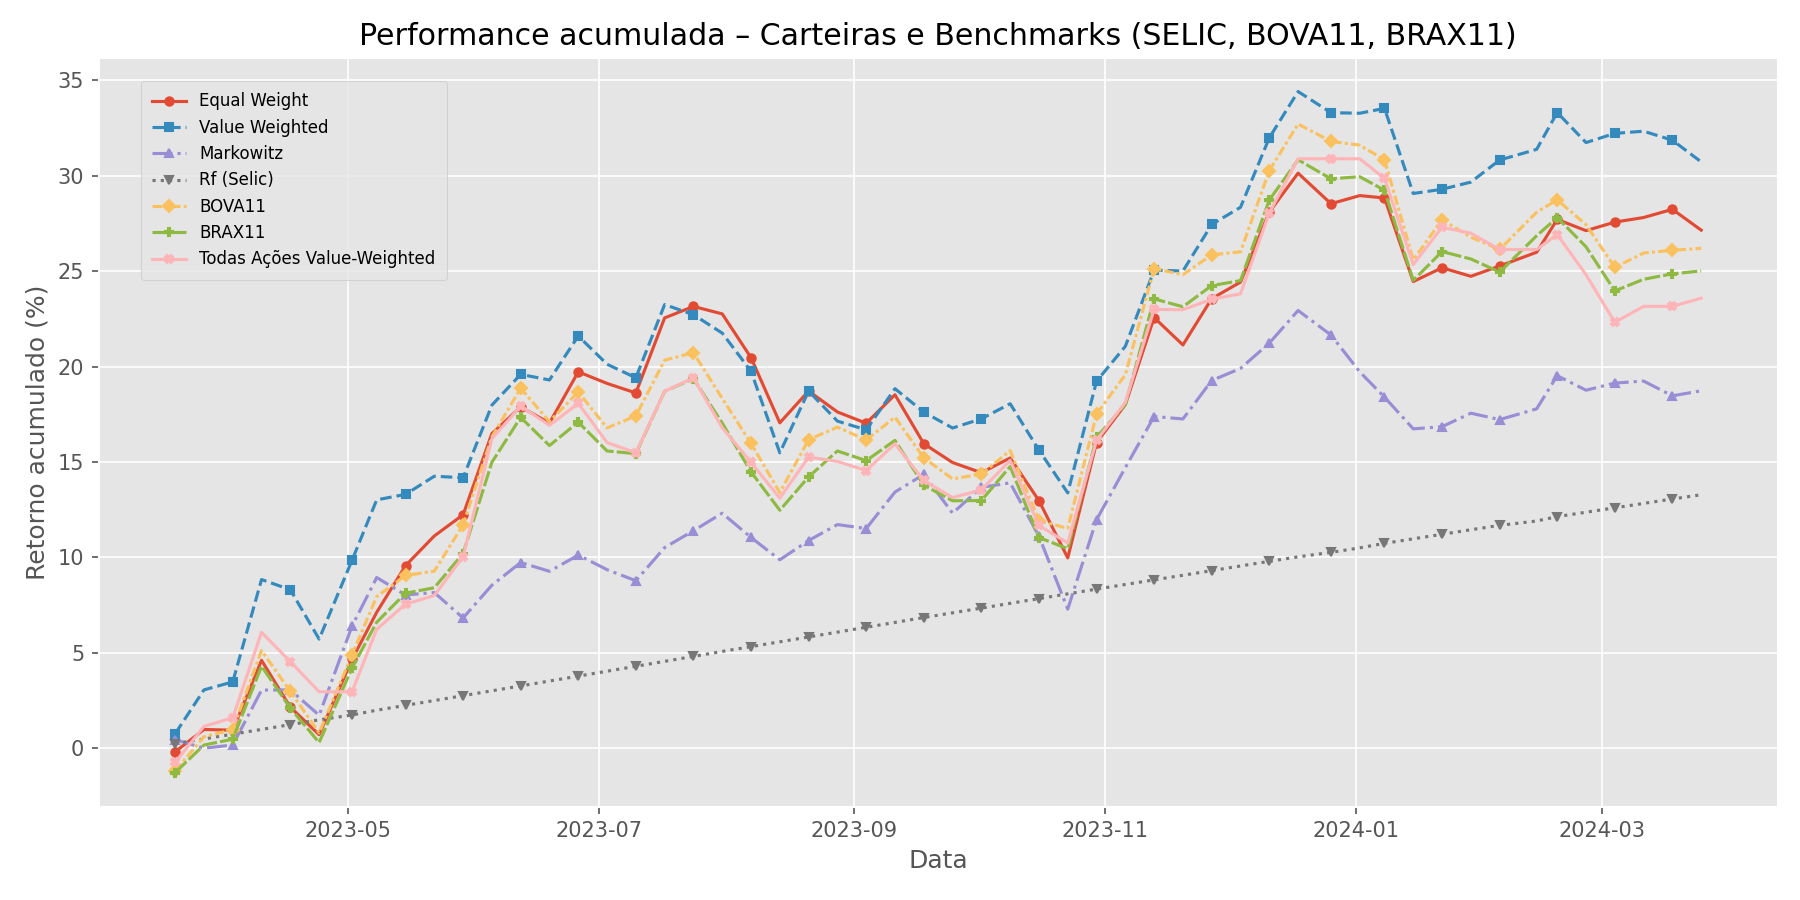 Performance acumulada – Carteiras e Benchmarks (SELIC, BOVA11, BRAX11)
Equal Weight
Value Weighted
Markowitz
Rf (Selic)
BOVA11
BRAX11
Todas Ações Value-Weighted
Retorno acumulado (%)
35
30
25
20
15
10
5
0
2023-05
2023-07
2023-09
2023-11
2024-01
2024-03
Data